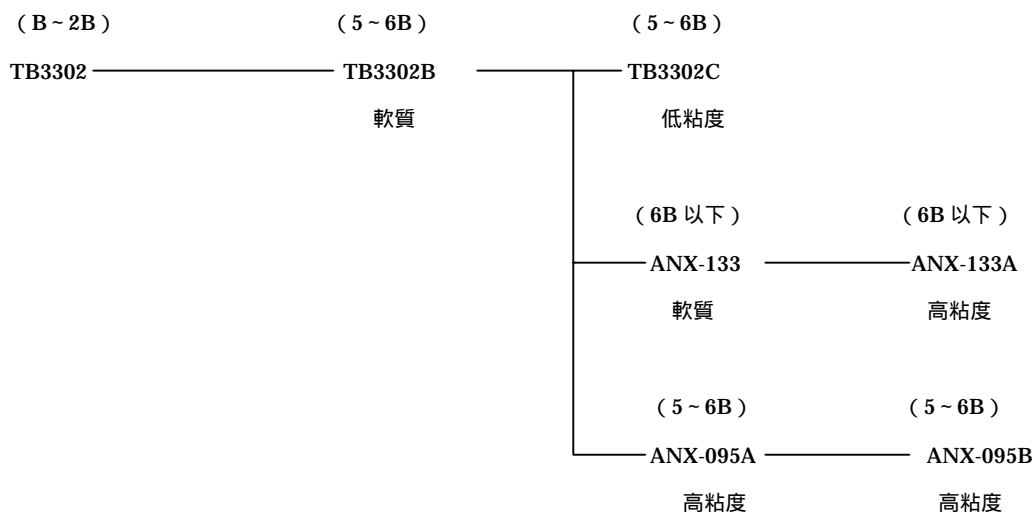 （B~2B） （5~6B） （5~6B）
TB3302 TB3302B TB3302C
軟質 低粘度
（6B 以下） （6B 以下）
ANX-133 ANX-133A
軟質 高粘度
（5~6B） （5~6B）
ANX-095A ANX-095B
高粘度 高粘度